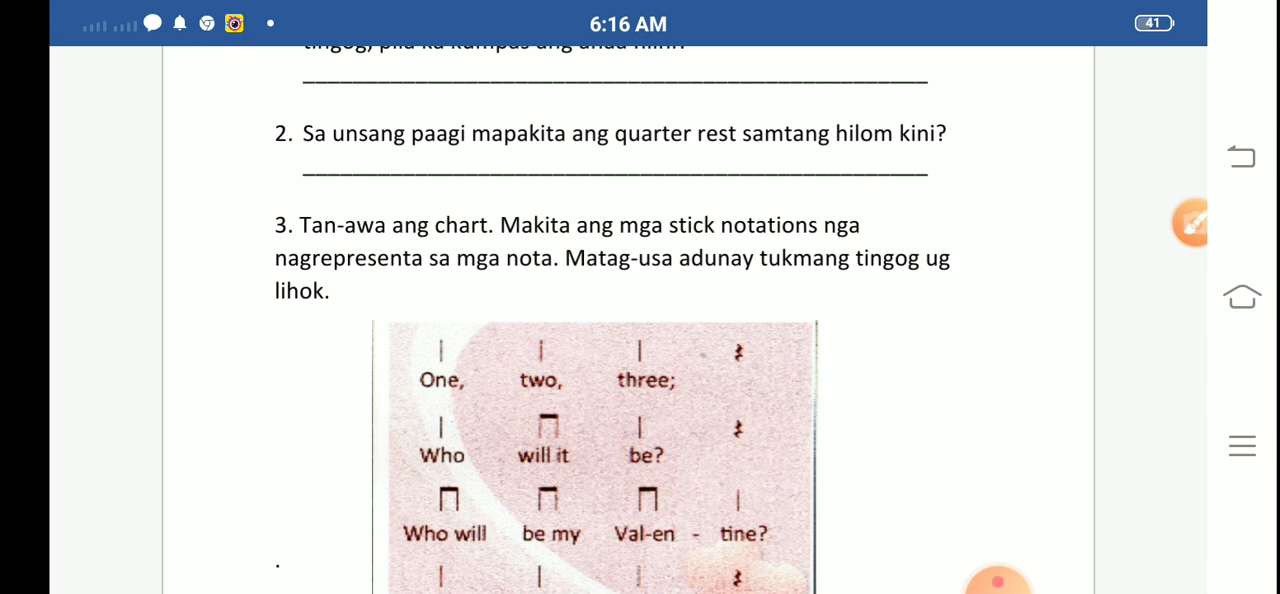 6:16 AM
41
2. Sa unsang paagi mapakita ang quarter rest samtang hilom kini?
3. Tan-awa ang chart. Makita ang mga stick notations nga
nagrepresenta sa mga nota. Matag-usa adunay tukmang tingog ug
lihok.
One, two, three;
Who will it be?
Who will be my Val-en - tine?
.